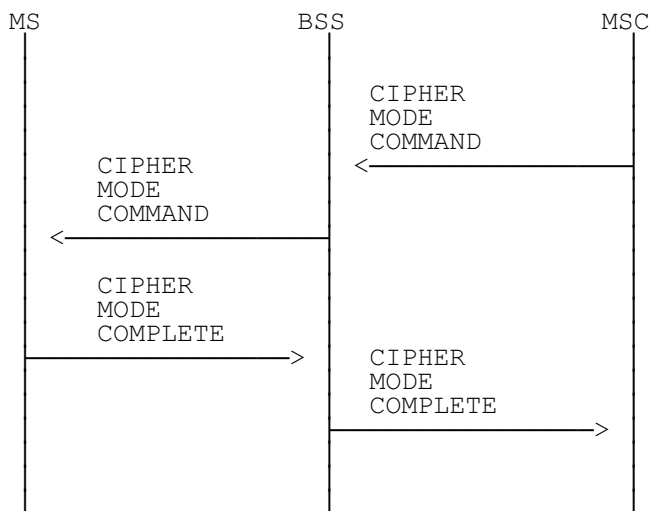 MS BSS MSC
CIPHER
MODE
COMMAND
CIPHER
MODE
COMMAND
CIPHER
MODE
COMPLETE
CIPHER
MODE
COMPLETE